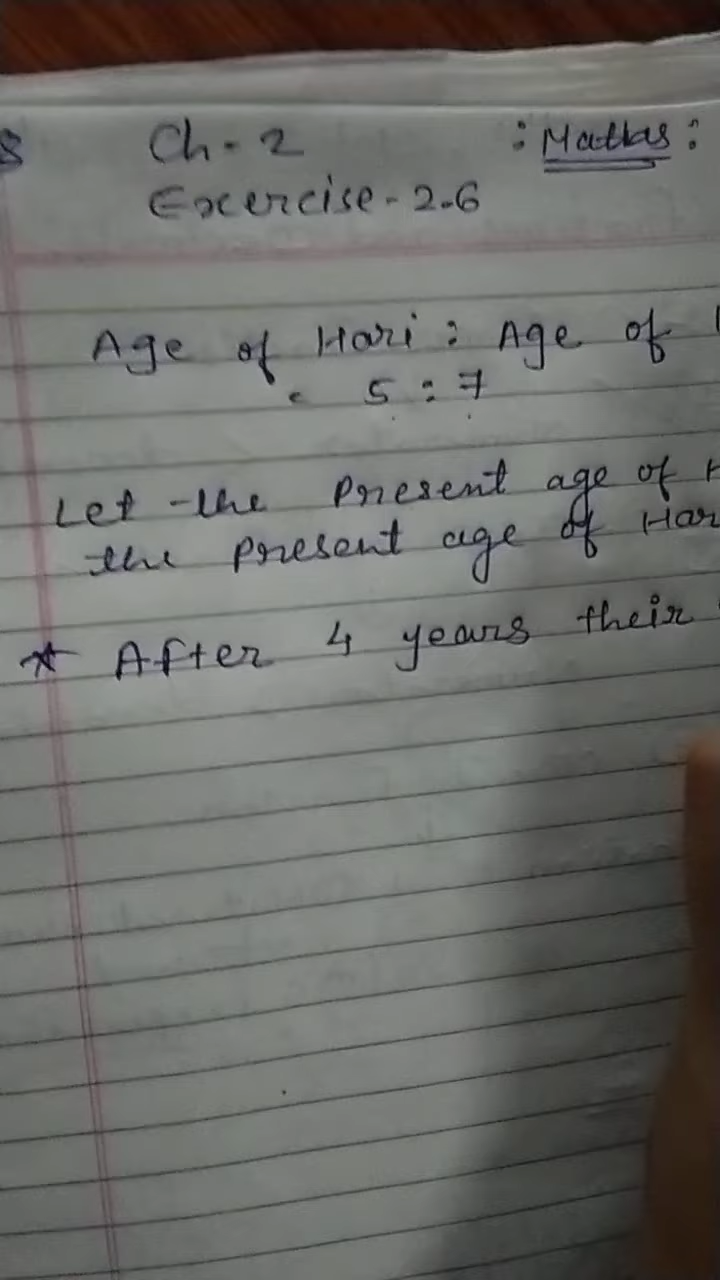 Ch - 2 : Maths :
Exercise - 2.6
Age of Hari : Age of
5 : 7
Let the Present age of
the Present age of Har
* After 4 years their